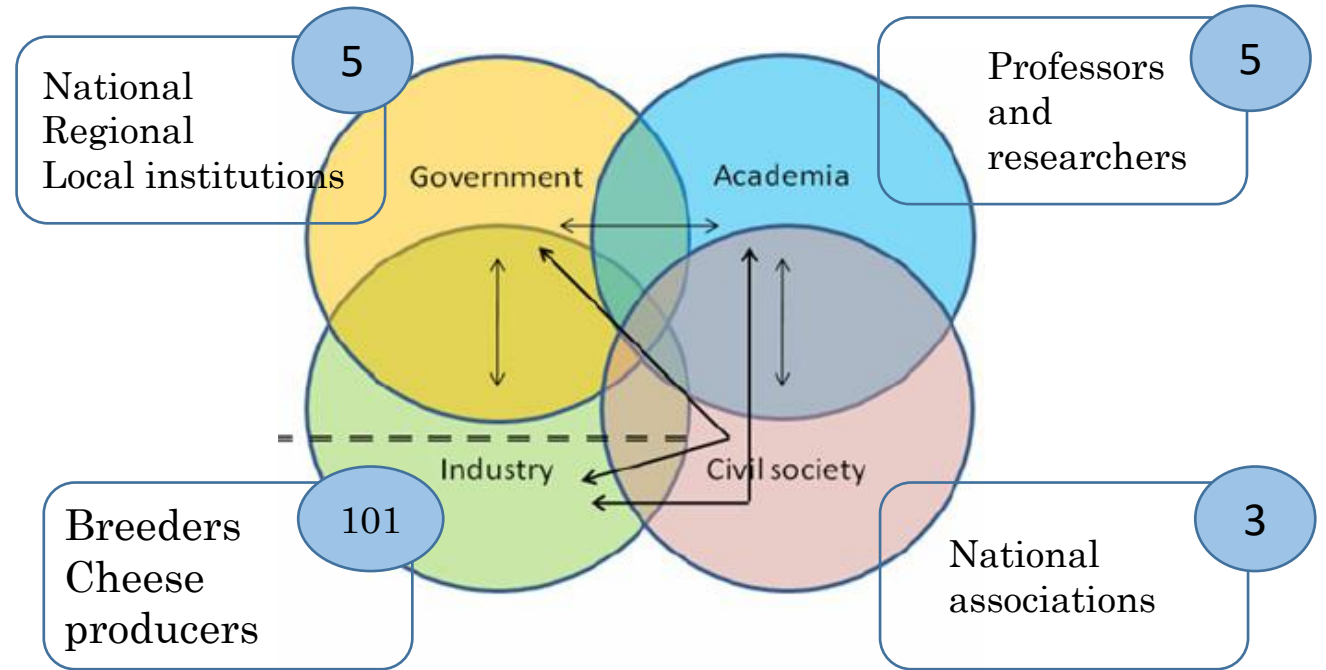 5
National
Regional
Local institutions
Professors
and
researchers
5
Government
Academia
Industry
Civil society
Breeders
Cheese
producers
101
National
associations
3